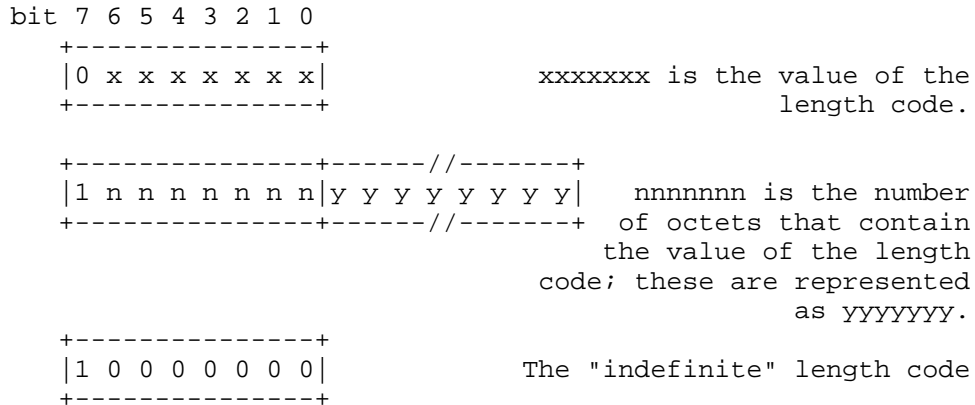 bit 7 6 5 4 3 2 1 0
+---------------+
|0 x x x x x x x| xxxxxxx is the value of the
+---------------+ length code.
+---------------+------//-------+
|1 n n n n n n n|y y y y y y y y| nnnnnnn is the number
+---------------+------//-------+ of octets that contain
the value of the length
code; these are represented
as yyyyyyy.
+---------------+
|1 0 0 0 0 0 0 0| The "indefinite" length code
+---------------+